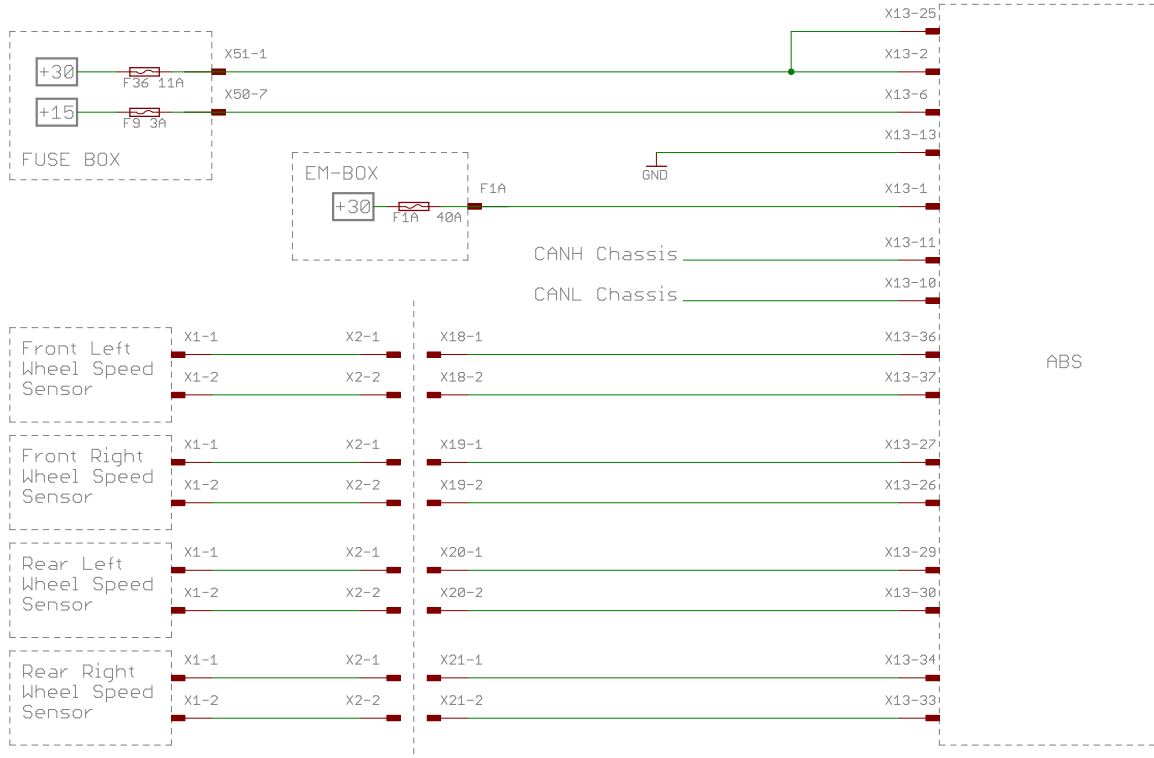 X13-25
X51-1
X13-2
+30
F36 11A
X50-7
X13-6
+15
F9 3A
X13-13
FUSE BOX
EM-BOX
GND
F1A
X13-1
+30
F1A 40A
X13-11
CANH Chassis
X13-10
CANL Chassis
X1-1 X2-1 X18-1 X13-36
Front Left
Wheel Speed
Sensor
X1-2 X2-2 X18-2 X13-37
ABS
X1-1 X2-1 X19-1 X13-27
Front Right
Wheel Speed
Sensor
X1-2 X2-2 X19-2 X13-26
X1-1 X2-1 X20-1 X13-29
Rear Left
Wheel Speed
Sensor
X1-2 X2-2 X20-2 X13-30
X1-1 X2-1 X21-1 X13-34
Rear Right
Wheel Speed
Sensor
X1-2 X2-2 X21-2 X13-33